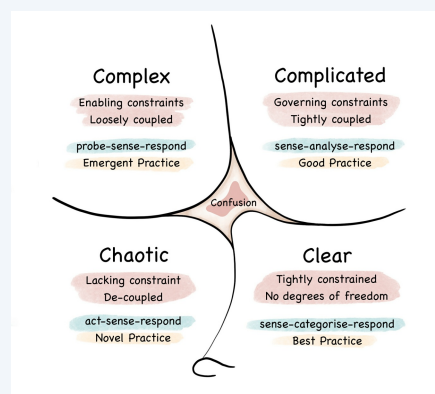 Complex
Enabling constraints
Loosely coupled
probe-sense-respond
Emergent Practice
Complicated
Governing constraints
Tightly coupled
sense-analyse-respond
Good Practice
Confusion
Chaotic
Lacking constraint
De-coupled
act-sense-respond
Novel Practice
Clear
Tightly constrained
No degrees of freedom
sense-categorise-respond
Best Practice